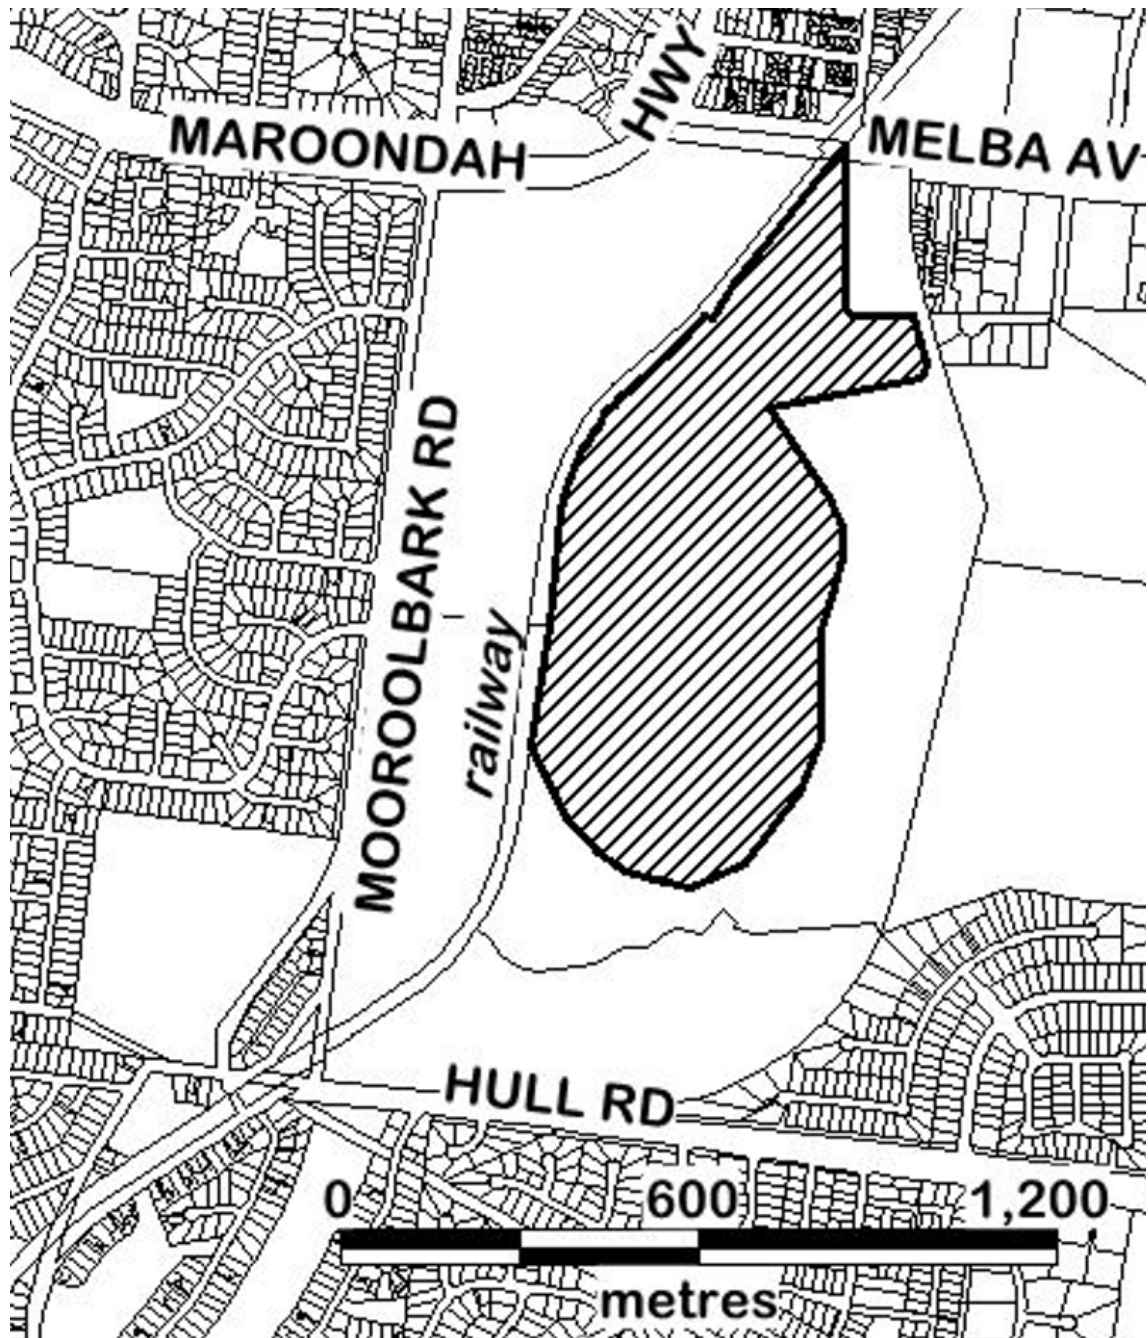 HWY
MAROONDAH
MELBA AV
MOOROOLBARK RD
railway
HULL RD
0 600 1,200
metres